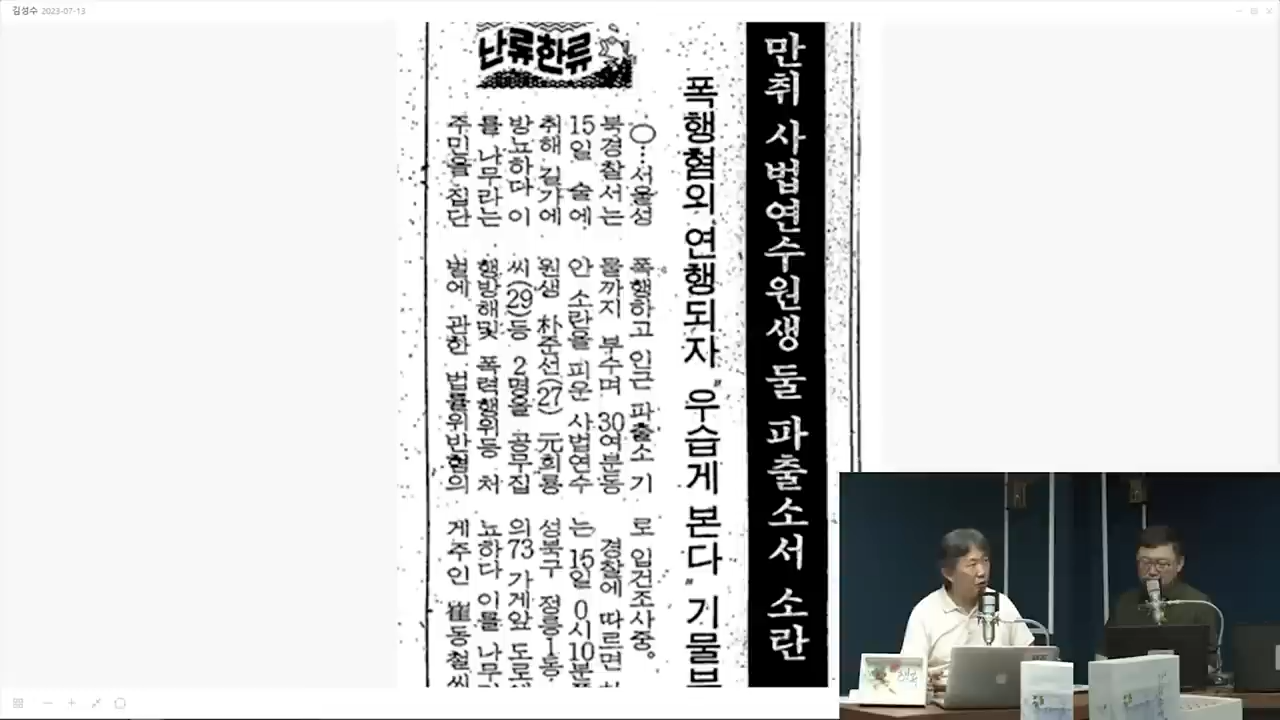 김성수 2023-07-13
만취 사법연수원생 둘 파출소서 소란
폭행혐의 연행되자 "우습게 본다" 기물부
난류한류
○…서울성
북경찰서는
15일 술에
취해 길가에
방뇨하다 이
를 나무라는
주민을 집단
폭행하고 인근 파출소 기
물까지 부수며 30여분동
안 소란을 피운 사법연수
원생 朴준선(27) 元희룡
씨(29)등 2명을 공무집
행방해및 폭력행위등 처
벌에 관한 법률위반혐의
로 입건조사중。
경찰에 따르면
는 15일 0시10분
성북구 정릉1동
의73 가게앞 도로에
뇨하다 이를 나무
게주인 崔동철씨